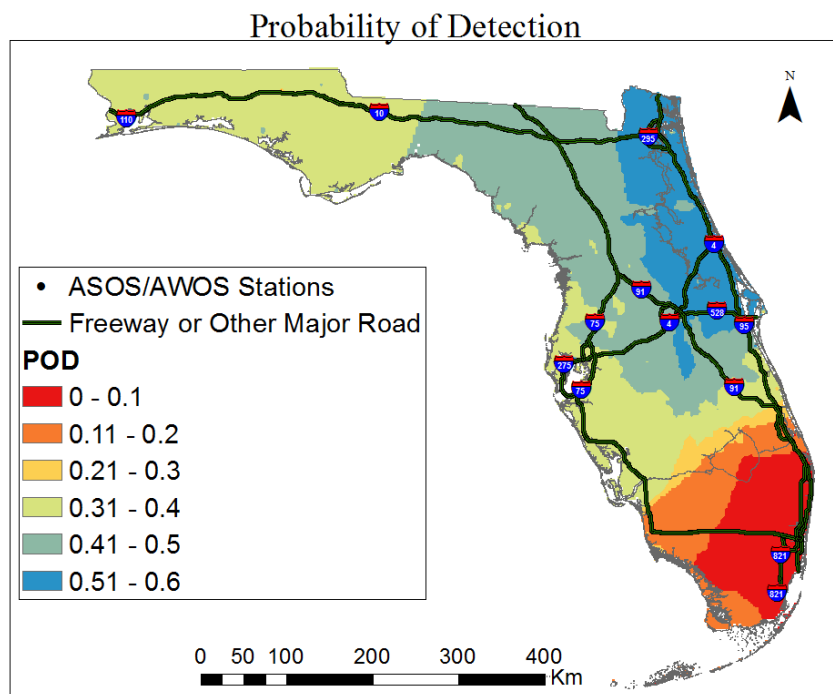 Probability of Detection
N
110
10
295
4
91
528
75
4
95
275
75
91
ASOS/AWOS Stations
Freeway or Other Major Road
POD
0 - 0.1
0.11 - 0.2
0.21 - 0.3
0.31 - 0.4
0.41 - 0.5
0.51 - 0.6
821
821
0 50 100 200 300 400
Km